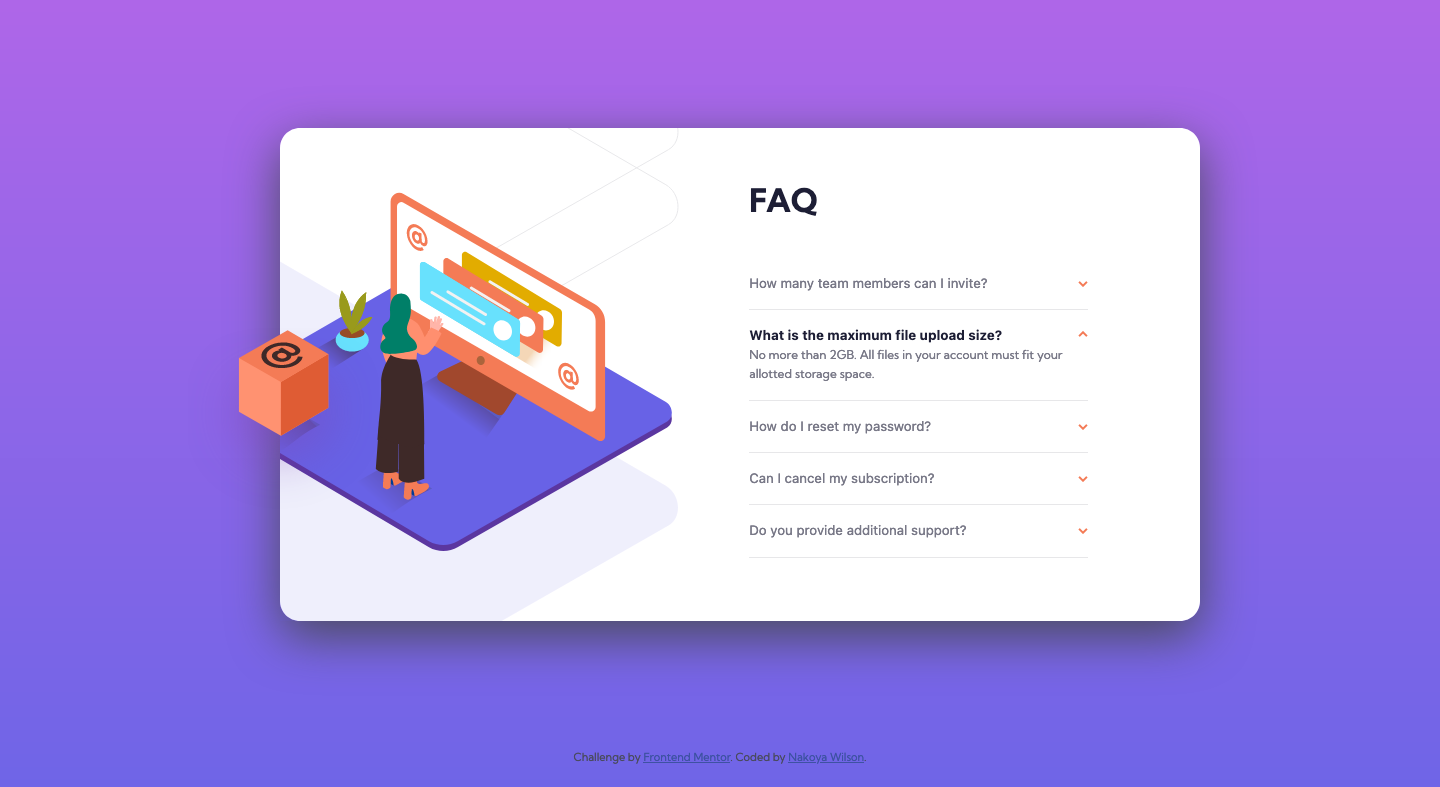 FAQ
@
How many team members can I invite?
What is the maximum file upload size?
No more than 2GB. All files in your account must fit your
allotted storage space.
@
@
How do I reset my password?
Can I cancel my subscription?
Do you provide additional support?
Challenge by Frontend Mentor. Coded by Nakoya Wilson.